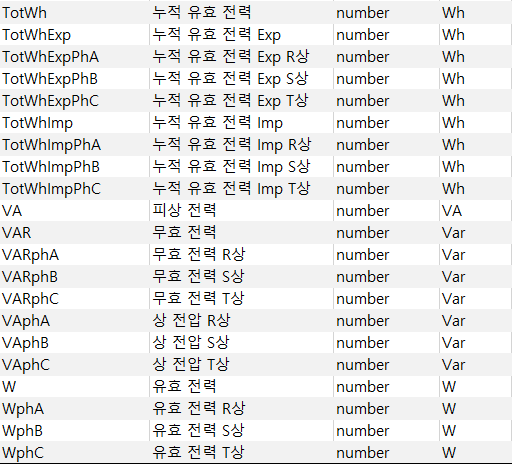 TotWh 누적 유효 전력 number Wh
TotWhExp 누적 유효 전력 Exp number Wh
TotWhExpPhA 누적 유효 전력 Exp R상 number Wh
TotWhExpPhB 누적 유효 전력 Exp S상 number Wh
TotWhExpPhC 누적 유효 전력 Exp T상 number Wh
TotWhImp 누적 유효 전력 Imp number Wh
TotWhImpPhA 누적 유효 전력 Imp R상 number Wh
TotWhImpPhB 누적 유효 전력 Imp S상 number Wh
TotWhImpPhC 누적 유효 전력 Imp T상 number Wh
VA 피상 전력 number VA
VAR 무효 전력 number Var
VARphA 무효 전력 R상 number Var
VARphB 무효 전력 S상 number Var
VARphC 무효 전력 T상 number Var
VAphA 상 전압 R상 number Var
VAphB 상 전압 S상 number Var
VAphC 상 전압 T상 number Var
W 유효 전력 number W
WphA 유효 전력 R상 number W
WphB 유효 전력 S상 number W
WphC 유효 전력 T상 number W